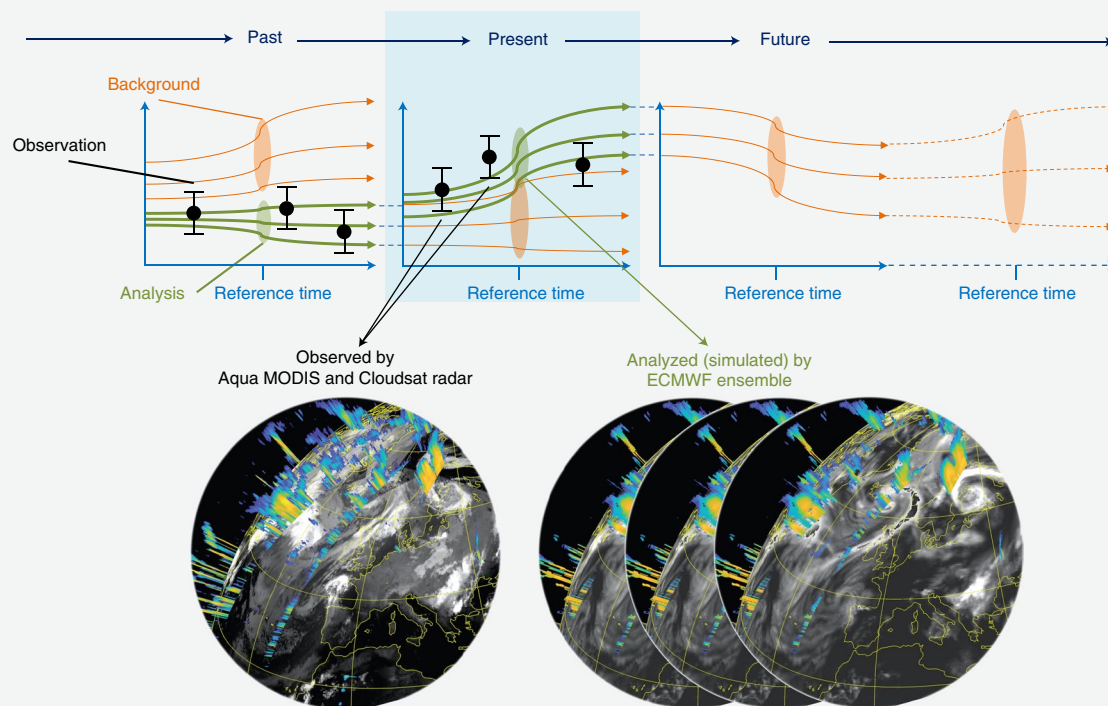 Past
Present
Future
Background
Observation
Analysis
Reference time
Reference time
Reference time
Reference time
Observed by
Aqua MODIS and Cloudsat radar
Analyzed (simulated) by
ECMWF ensemble